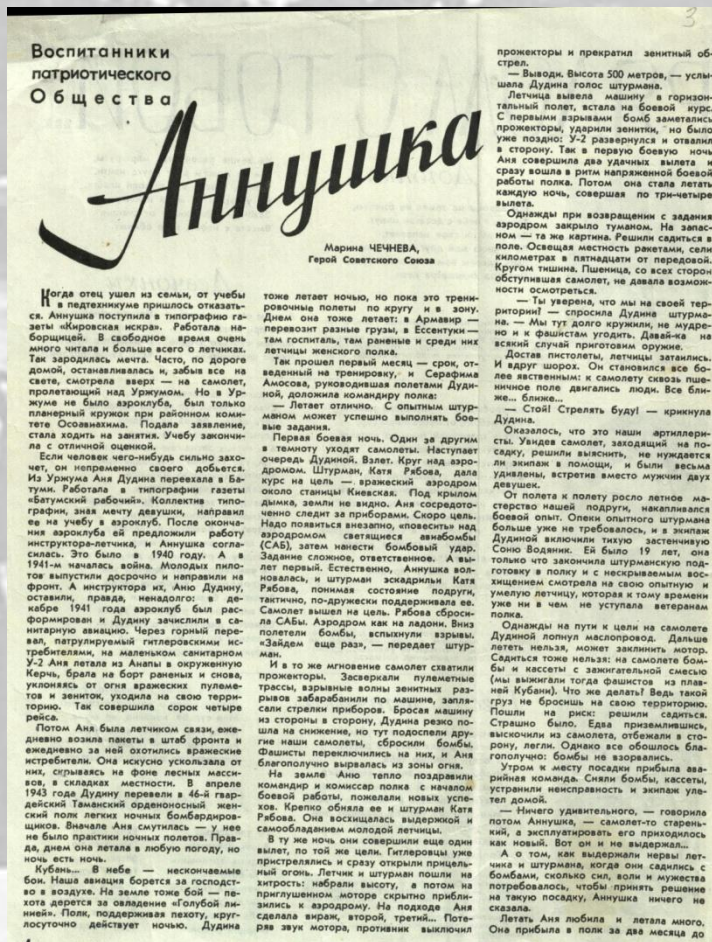 3
Воспитанники
патриотического
Общества
Аннушка
Марина ЧЕЧНЕВА,
Герой Советского Союза
Когда отец ушел из семьи, от учебы
в педтехникуме пришлось отказать-
ся. Аннушка поступила в типографию га-
зеты «Кировская искра». Работала на-
борщицей. В свободное время очень
много читала и больше всего о летчиках.
Так зародилась мечта. Часто, по дороге
домой, останавливалась и, забыв все на
свете, смотрела вверх — на самолет,
пролетающий над Уржумом. Но в Ур-
жуме не было аэроклуба, был только
планерный кружок при районном коми-
тете Осоавиахима. Подала заявление,
стала ходить на занятия. Учебу закончи-
ла с отличной оценкой.
Если человек чего-нибудь сильно захо-
чет, он непременно своего добьется.
Из Уржума Аня Дудина переехала в Ба-
туми. Работала в типографии газеты
«Батумский рабочий». Коллектив типо-
графии, зная мечту девушки, направил
ее на учебу в аэроклуб. После оконча-
ния аэроклуба ей предложили работу
инструктора-летчика, и Аннушка согла-
силась. Это было в 1940 году. А в
1941-м началась война. Молодых пило-
тов выпустили досрочно и направили на
фронт. А инструктора их, Аню Дудину,
оставили, правда, ненадолго: в де-
кабре 1941 года аэроклуб был рас-
формирован и Дудину зачислили в са-
нитарную авиацию. Через горный пере-
вал, патрулируемый гитлеровскими ис-
требителями, на маленьком санитарном
У-2 Аня летала из Анапы в окруженную
Керчь, брала на борт раненых и снова,
уклоняясь от огня вражеских пулеме-
тов и зениток, уходила на свою терри-
торию. Так совершила сорок четыре
рейса.
Потом Аня была летчиком связи, еже-
дневно возила пакеты в штаб фронта и
ежедневно за ней охотились вражеские
истребители. Она искусно ускользала от
них, скрываясь на фоне лесных масси-
вов, в складках местности. В апреле
1943 года Дудину перевели в 46-й гвар-
дейский Таманский орденоносный жен-
ский полк легких ночных бомбардиров-
щиков. Вначале Аня смутилась — у нее
не было практики ночных полетов. Прав-
да, днем она летала в любую погоду, но
ночь есть ночь.
Кубань... В небе — нескончаемые
бои. Наша авиация борется за господст-
во в воздухе. На земле тоже бои — пе-
хота дерется за овладение «Голубой ли-
нией». Полк, поддерживая пехоту, круг-
лосуточно действует ночью. Дудина
тоже летает ночью, но пока это трени-
ровочные полеты по кругу и в зону.
Днем она тоже летает: в Армавир —
перевозит разные грузы, в Ессентуки —
там госпиталь, там раненые и среди них
летчицы женского полка.
Так прошел первый месяц — срок, от-
веденный на тренировку, и Серафима
Амосова, руководившая полетами Дуди-
ной, доложила командиру полка:
— Летает отлично. С опытным штур-
маном может успешно выполнять бое-
вые задания.
Первая боевая ночь. Один за другим
в темноту уходят самолеты. Наступает
очередь Дудиной. Взлет. Круг над аэро-
дромом. Штурман, Катя Рябова, дала
курс на цель — вражеский аэродром
около станицы Киевская. Под крылом
дымка, земли не видно. Аня сосредото-
ченно следит за приборами. Скоро цель.
Надо появиться внезапно, «повесить» над
аэродромом светящиеся авиабомбы
(САБ), затем нанести бомбовый удар.
Задание сложное, ответственное. А вы-
лет первый. Естественно, Аннушка вол-
новалась, и штурман эскадрильи Катя
Рябова, понимая состояние подруги,
тактично, по-дружески поддерживала ее.
Самолет вышел на цель. Рябова сброси-
ла САБы. Аэродром как на ладони. Вниз
полетели бомбы, вспыхнули взрывы.
«Зайдем еще раз», — передает штур-
ман.
И в то же мгновение самолет схватили
прожекторы. Засверкали пулеметные
трассы, взрывные волны зенитных раз-
рывов забарабанили по машине, запля-
сали стрелки приборов. Бросая машину
из стороны в сторону, Дудина резко по-
шла на снижение, но тут подоспели дру-
гие наши самолеты, сбросили бомбы.
Фашисты переключились на них, и Аня
благополучно вырвалась из зоны огня.
На земле Аню тепло поздравили
командир и комиссар полка с началом
боевой работы, пожелали новых успе-
хов. Крепко обняла ее и штурман Катя
Рябова. Она восхищалась выдержкой и
самообладанием молодой летчицы.
В ту же ночь они совершили еще один
вылет, по той же цели. Гитлеровцы уже
пристрелялись и сразу открыли прицель-
ный огонь. Летчик и штурман пошли на
хитрость: набрали высоту, а потом на
приглушенном моторе скрытно прибли-
зились к аэродрому. На подходе Аня
сделала вираж, второй, третий... Поте-
ряв звук мотора, противник выключил
прожекторы и прекратил зенитный об-
стрел.
— Выводи. Высота 500 метров, — услы-
шала Дудина голос штурмана.
Летчица вывела машину в горизон-
тальный полет, встала на боевой курс.
С первыми взрывами бомб заметались
прожекторы, ударили зенитки, но было
уже поздно: У-2 развернулся и отвалил
в сторону. Так в первую боевую ночь
Аня совершила два удачных вылета и
сразу вошла в ритм напряженной боевой
работы полка. Потом она стала летать
каждую ночь, совершая по три-четыре
вылета.
Однажды при возвращении с задания
аэродром закрыло туманом. На запас-
ном — та же картина. Решили садиться в
поле. Освещая местность ракетами, сели
километрах в пятнадцати от передовой.
Кругом тишина. Пшеница, со всех сторон
обступившая самолет, не давала возмож-
ности осмотреться.
— Ты уверена, что мы на своей тер-
ритории? — спросила Дудина штурма-
на. — Мы тут долго кружили, не мудре-
но и к фашистам угодить. Давай-ка на
всякий случай приготовим оружие.
Достав пистолеты, летчицы затаились.
И вдруг шорох. Он становился все бо-
лее явственным: к самолету сквозь пше-
ничное поле двигались люди. Все бли-
же... ближе...
— Стой! Стрелять буду! — крикнула
Дудина.
Оказалось, что это наши артиллери-
сты. Увидев самолет, заходящий на по-
садку, решили выяснить, не нуждается
ли экипаж в помощи, и были весьма
удивлены, встретив вместо мужчин двух
девушек.
От полета к полету росло летное ма-
стерство нашей подруги, накапливался
боевой опыт. Опеки опытного штурмана
больше уже не требовалось, и в экипаж
Дудиной включили тихую застенчивую
Соню Водяник. Ей было 19 лет, она
только что закончила штурманскую под-
готовку в полку и с нескрываемым вос-
хищением смотрела на свою опытную и
умелую летчицу, которая к тому времени
уже ни в чем не уступала ветеранам
полка.
Однажды на пути к цели на самолете
Дудиной лопнул маслопровод. Дальше
лететь нельзя, может заклинить мотор.
Садиться тоже нельзя: на самолете бом-
бы и кассеты с зажигательной смесью
(мы выжигали тогда фашистов из плав-
ней Кубани). Что же делать? Ведь такой
груз не бросишь на свою территорию.
Пошли на риск: решили садиться.
Страшно было. Едва приземлившись,
выскочили из самолета, отбежали в сто-
рону, легли. Однако все обошлось бла-
гополучно: бомбы не взорвались.
Утром к месту посадки прибыла ава-
рийная команда. Сняли бомбы, кассеты,
устранили неисправность и экипаж уле-
тел домой.
— Ничего удивительного, — говорила
потом Аннушка, — самолет-то старень-
кий, а эксплуатировать его приходилось
как новый. Вот он и не выдержал...
А о том, как выдержали нервы лет-
чика и штурмана, когда они садились с
бомбами, сколько сил, воли и мужества
потребовалось, чтобы принять решение
на такую посадку, Аннушка ничего не
сказала.
Летать Аня любила и летала много.
Она прибыла в полк за два месяца до